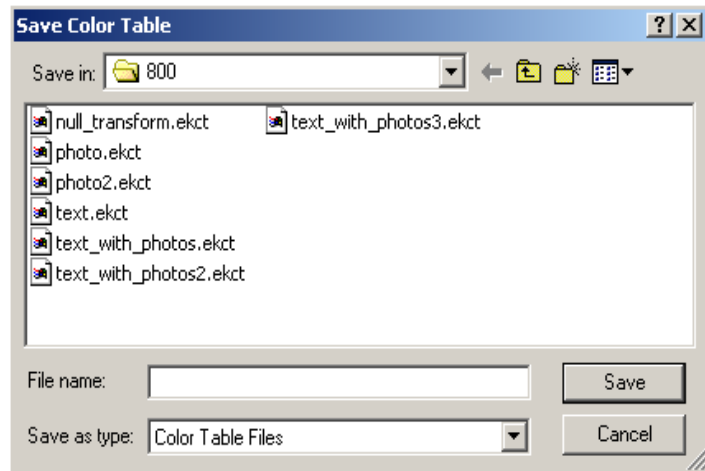 Save Color Table
Save in: 800
null_transform.ekct
photo.ekct
photo2.ekct
text.ekct
text_with_photos.ekct
text_with_photos2.ekct
text_with_photos3.ekct
File name:
Save
Save as type: Color Table Files
Cancel